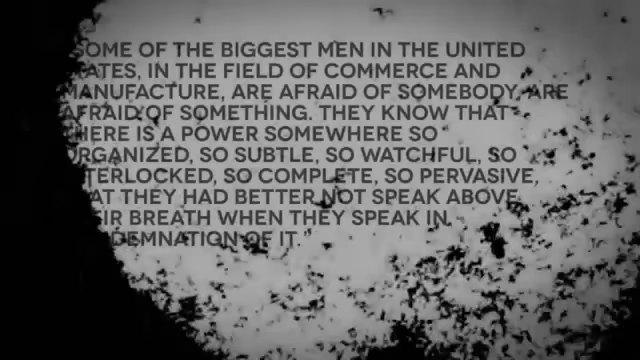 SOME OF THE BIGGEST MEN IN THE UNITED
STATES, IN THE FIELD OF COMMERCE AND
MANUFACTURE, ARE AFRAID OF SOMEBODY, ARE
AFRAID OF SOMETHING. THEY KNOW THAT
THERE IS A POWER SOMEWHERE SO
ORGANIZED, SO SUBTLE, SO WATCHFUL, SO
INTERLOCKED, SO COMPLETE, SO PERVASIVE,
THAT THEY HAD BETTER NOT SPEAK ABOVE
THEIR BREATH WHEN THEY SPEAK IN
CONDEMNATION OF IT."